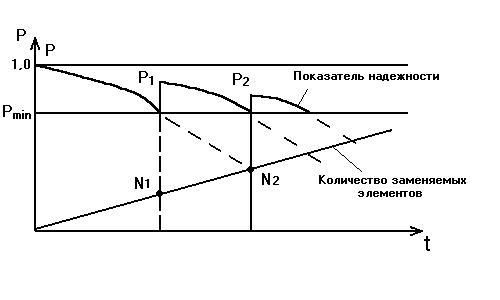 P
P
1,0
P1
P2
Показатель надежности
Pmin
N1
N2
Количество заменяемых
элементов
t